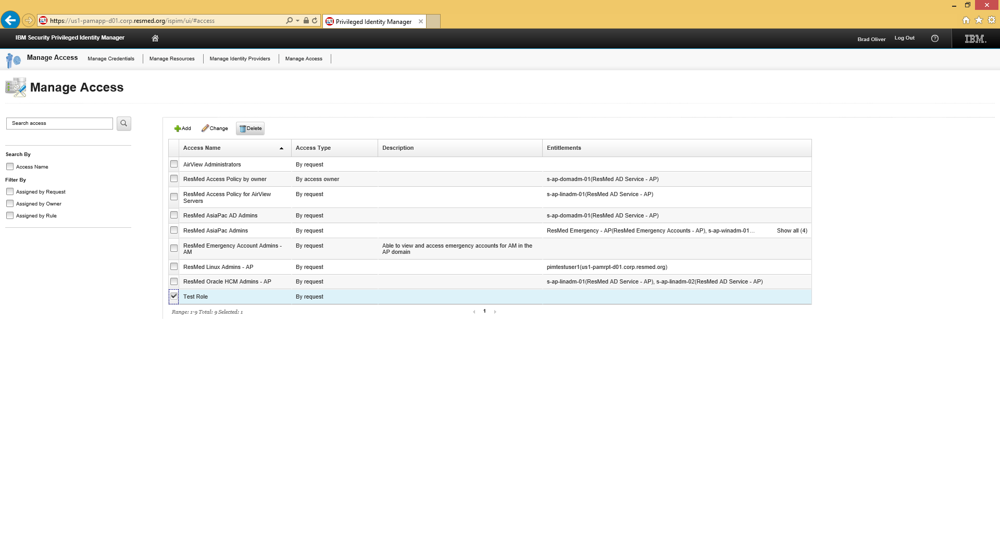 https://us1-pamapp-d01.corp.resmed.org/ispim/ui/#access
Privileged Identity Manager
IBM Security Privileged Identity Manager
Brad Oliver
Log Out
?
IBM.
Manage Access
Manage Credentials
Manage Resources
Manage Identity Providers
Manage Access
Manage Access
Search access
Search By
Access Name
Filter By
Assigned by Request
Assigned by Owner
Assigned by Rule
Add
Change
Delete
Access Name
Access Type
Description
Entitlements
AirView Administrators
By request
ResMed Access Policy by owner
By access owner
s-ap-domadm-01(ResMed AD Service - AP)
ResMed Access Policy for AirView
Servers
By request
s-ap-linadm-01(ResMed AD Service - AP)
ResMed AsiaPac AD Admins
By request
s-ap-domadm-01(ResMed AD Service - AP)
ResMed AsiaPac Admins
By request
ResMed Emergency - AP(ResMed Emergency Accounts - AP), s-ap-winadm-01...
Show all (4)
ResMed Emergency Account Admins -
AM
By request
Able to view and access emergency accounts for AM in the
AP domain
ResMed Linux Admins - AP
By request
pimtestuser1(us1-pamrpt-d01.corp.resmed.org)
ResMed Oracle HCM Admins - AP
By request
s-ap-linadm-01(ResMed AD Service - AP), s-ap-linadm-02(ResMed AD Service - AP)
Test Role
By request
Range: 1-9 Total: 9 Selected: 1
1